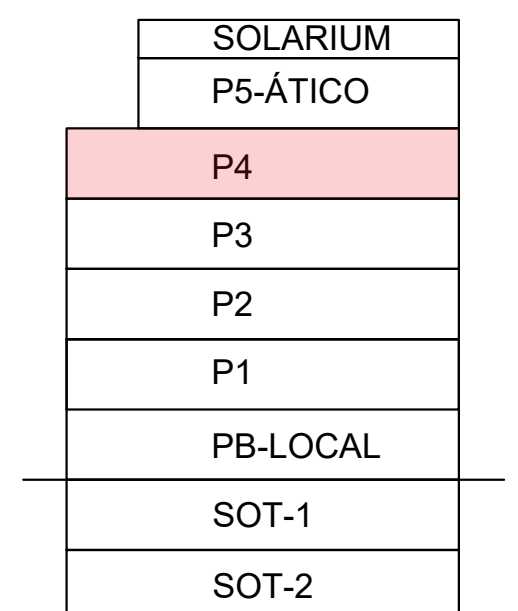 SOLARIUM
P5-ÁTICO
P4
P3
P2
P1
PB-LOCAL
SOT-1
SOT-2